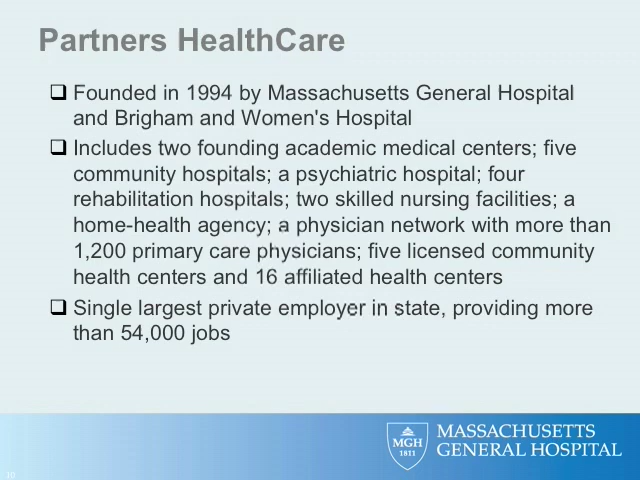 Partners HealthCare
Founded in 1994 by Massachusetts General Hospital
and Brigham and Women's Hospital
Includes two founding academic medical centers; five
community hospitals; a psychiatric hospital; four
rehabilitation hospitals; two skilled nursing facilities; a
home-health agency; a physician network with more than
1,200 primary care physicians; five licensed community
health centers and 16 affiliated health centers
Single largest private employer in state, providing more
than 54,000 jobs
MGH
1811
MASSACHUSETTS
GENERAL HOSPITAL
10